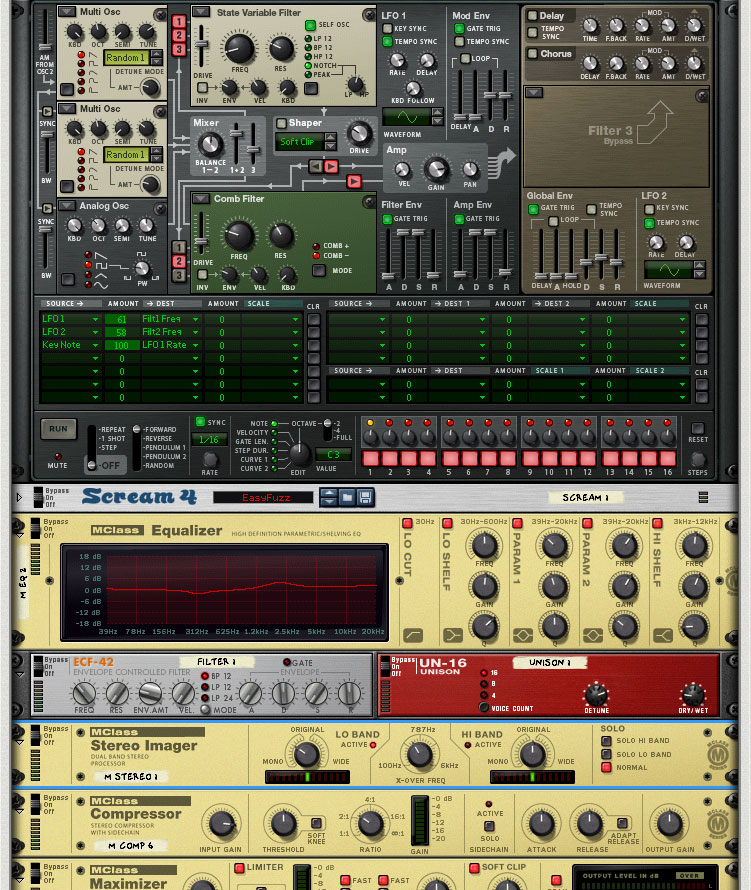 Multi Osc
KBD OCT SEMI TUNE
Random 1
DETUNE MODE
AMT
AM FROM OSC 2
SYNC
BW
Multi Osc
KBD OCT SEMI TUNE
Random 1
DETUNE MODE
AMT
SYNC
BW
Analog Osc
KBD OCT SEMI TUNE
PW
1
2
3
State Variable Filter
SELF OSC
LP 12
BP 12
HP 12
NOTCH
PEAK
DRIVE FREQ RES
INV ENV VEL KBD LP HP
Mixer
BALANCE
1—2 1+2 3
Shaper
Soft Clip
DRIVE
Amp
VEL GAIN PAN
1
2
3
Comb Filter
DRIVE FREQ RES
COMB +
COMB –
MODE
INV ENV VEL KBD
LFO 1
KEY SYNC
TEMPO SYNC
RATE DELAY
KBD FOLLOW
WAVEFORM
Mod Env
GATE TRIG
TEMPO SYNC
LOOP
DELAY A D R
Filter Env
GATE TRIG
A D S R
Amp Env
GATE TRIG
A D S R
Delay
TEMPO SYNC
MOD
TIME F.BACK RATE AMT D/WET
Chorus
MOD
DELAY F.BACK RATE AMT D/WET
Filter 3
Bypass
Global Env
GATE TRIG TEMPO SYNC
LOOP
DELAY A HOLD D S R
LFO 2
KEY SYNC
TEMPO SYNC
RATE DELAY
WAVEFORM
SOURCE → AMOUNT → DEST AMOUNT SCALE CLR
LFO 1 61 Filt1 Freq 0
LFO 2 58 Filt2 Freq 0
Key Note 100 LFO 1 Rate 0
0 0
0 0
0 0
0 0
SOURCE → AMOUNT → DEST 1 AMOUNT → DEST 2 AMOUNT SCALE CLR
0 0 0
0 0 0
0 0 0
0 0 0
SOURCE → AMOUNT → DEST AMOUNT SCALE 1 AMOUNT SCALE 2 CLR
0 0 0
0 0 0
RUN
MUTE
-REPEAT
-1 SHOT
-STEP
-OFF
-FORWARD
-REVERSE
-PENDULUM 1
-PENDULUM 2
-RANDOM
SYNC
1/16
RATE
NOTE
VELOCITY
GATE LEN.
STEP DUR.
CURVE 1
CURVE 2
EDIT
OCTAVE
-2
-4
-FULL
C 3
VALUE
1 2 3 4 5 6 7 8 9 10 11 12 13 14 15 16
RESET
STEPS
Bypass
On
Off
Scream 4
EasyFuzz
SCREAM 1
Bypass
On
Off
M EQ 2
MClass Equalizer
HIGH DEFINITION PARAMETRIC/SHELVING EQ
18 dB
12 dB
6 dB
0 dB
-6 dB
-12 dB
-18 dB
39Hz 78Hz 156Hz 312Hz 625Hz 1.2kHz 2.5kHz 5kHz 10kHz 20kHz
30Hz
LO CUT
30Hz-600Hz
LO SHELF
FREQ
GAIN
Q
39Hz-20kHz
PARAM 1
FREQ
GAIN
Q
39Hz-20kHz
PARAM 2
FREQ
GAIN
Q
3kHz-12kHz
HI SHELF
FREQ
GAIN
Q
Bypass
On
Off
ECF-42
ENVELOPE CONTROLLED FILTER
FILTER 1
GATE
ENVELOPE
BP 12
LP 12
LP 24
MODE
FREQ RES ENV.AMT VEL. A D S R
Bypass
On
Off
UN-16
UNISON
UNISON 1
16
8
4
VOICE COUNT
DETUNE
DRY/WET
Bypass
On
Off
MClass
Stereo Imager
DUAL BAND STEREO
PROCESSOR
M STEREO 1
ORIGINAL
LO BAND
ACTIVE
MONO WIDE
787Hz
100Hz 6kHz
X-OVER FREQ
HI BAND
ACTIVE
ORIGINAL
MONO WIDE
SOLO
SOLO HI BAND
SOLO LO BAND
NORMAL
Bypass
On
Off
MClass
Compressor
STEREO COMPRESSOR
WITH SIDECHAIN
M COMP 6
INPUT GAIN
THRESHOLD
SOFT KNEE
4:1
2:1 16:1
1:1 ∞:1
RATIO
-0 dB
-4
-8
-12
-16
-20
GAIN
ACTIVE
SOLO
SIDECHAIN
ATTACK
RELEASE
ADAPT RELEASE
OUTPUT GAIN
Bypass
On
Off
MClass
Maximizer
LIMITER
-0 dB
-4
-8
FAST
FAST
SOFT CLIP
OUTPUT LEVEL IN dB
OVER